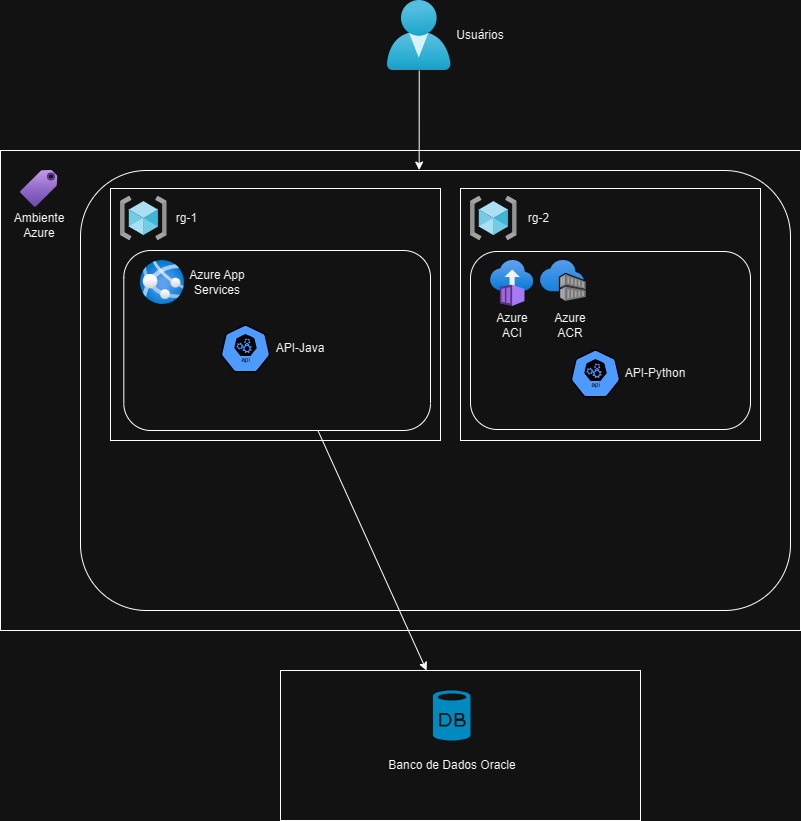 Usuários
Ambiente
Azure
rg-1
Azure App
Services
api
API-Java
rg-2
Azure
ACI
Azure
ACR
api
API-Python
DB
Banco de Dados Oracle